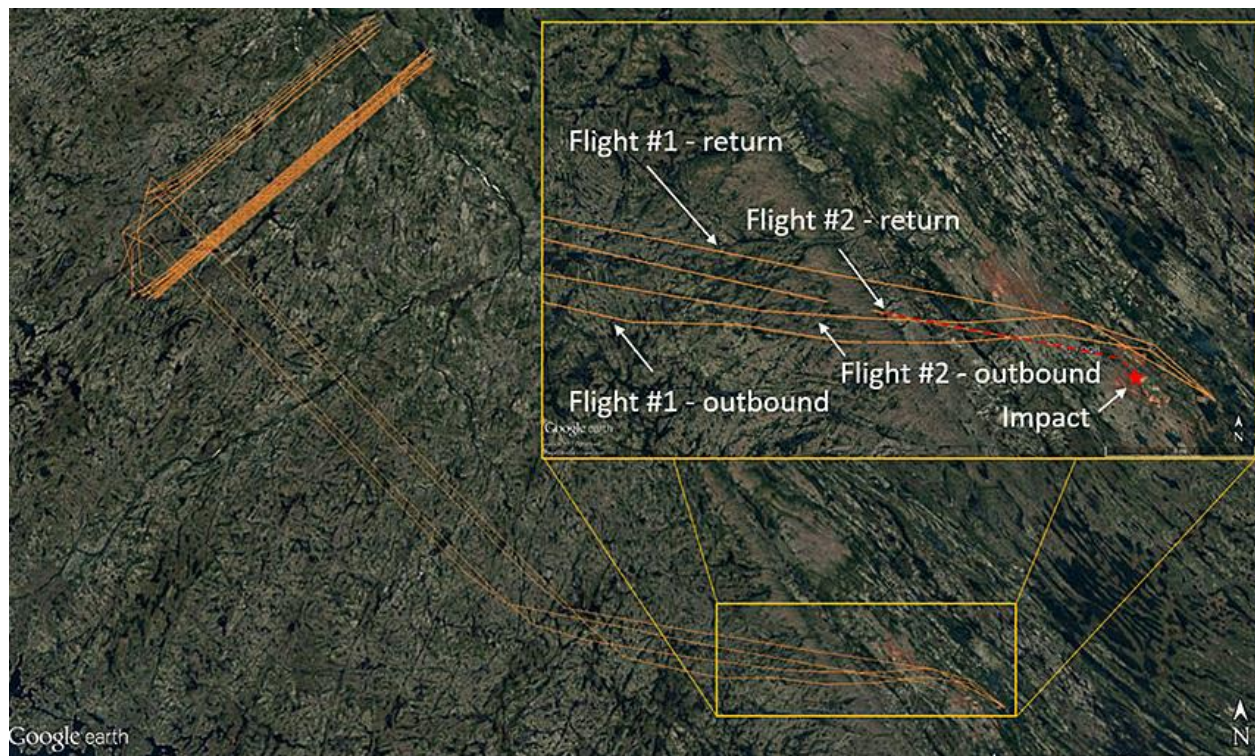 Flight #1 - return
Flight #2 - return
Flight #2 - outbound
Flight #1 - outbound
Impact
Google earth
N
Google earth
N